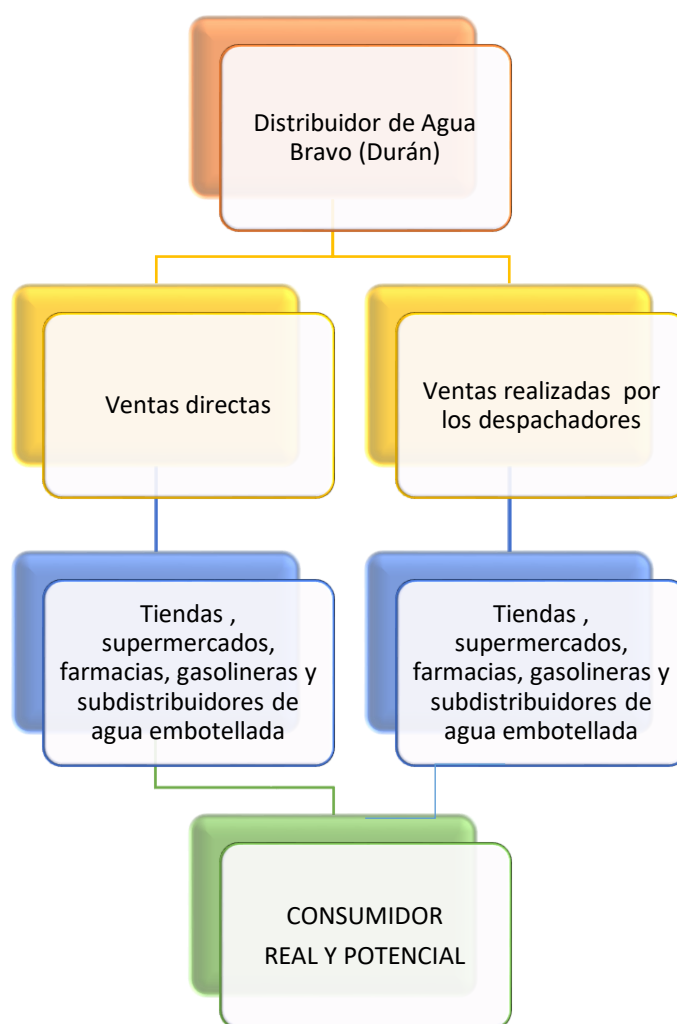 Distribuidor de Agua
Bravo (Durán)
Ventas directas
Ventas realizadas por
los despachadores
Tiendas ,
supermercados,
farmacias, gasolineras y
subdistribuidores de
agua embotellada
Tiendas ,
supermercados,
farmacias, gasolineras y
subdistribuidores de
agua embotellada
CONSUMIDOR
REAL Y POTENCIAL